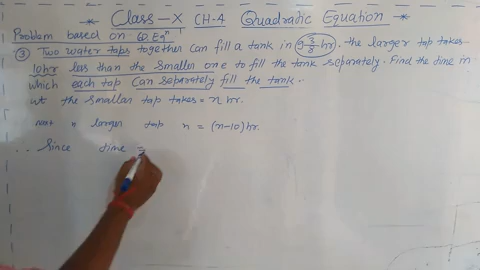 Class-X CH-4 Quadratic Equation
Problem based on Q.Eqn
③ Two water taps together can fill a tank in 9 3/8 hr. the larger tap takes
10hr less than the smaller one to fill the tank separately. Find the time in
which each tap can separately fill the tank.
let the smaller tap takes = x hr.
larger tap " = (x-10) hr.
∴ Since time =